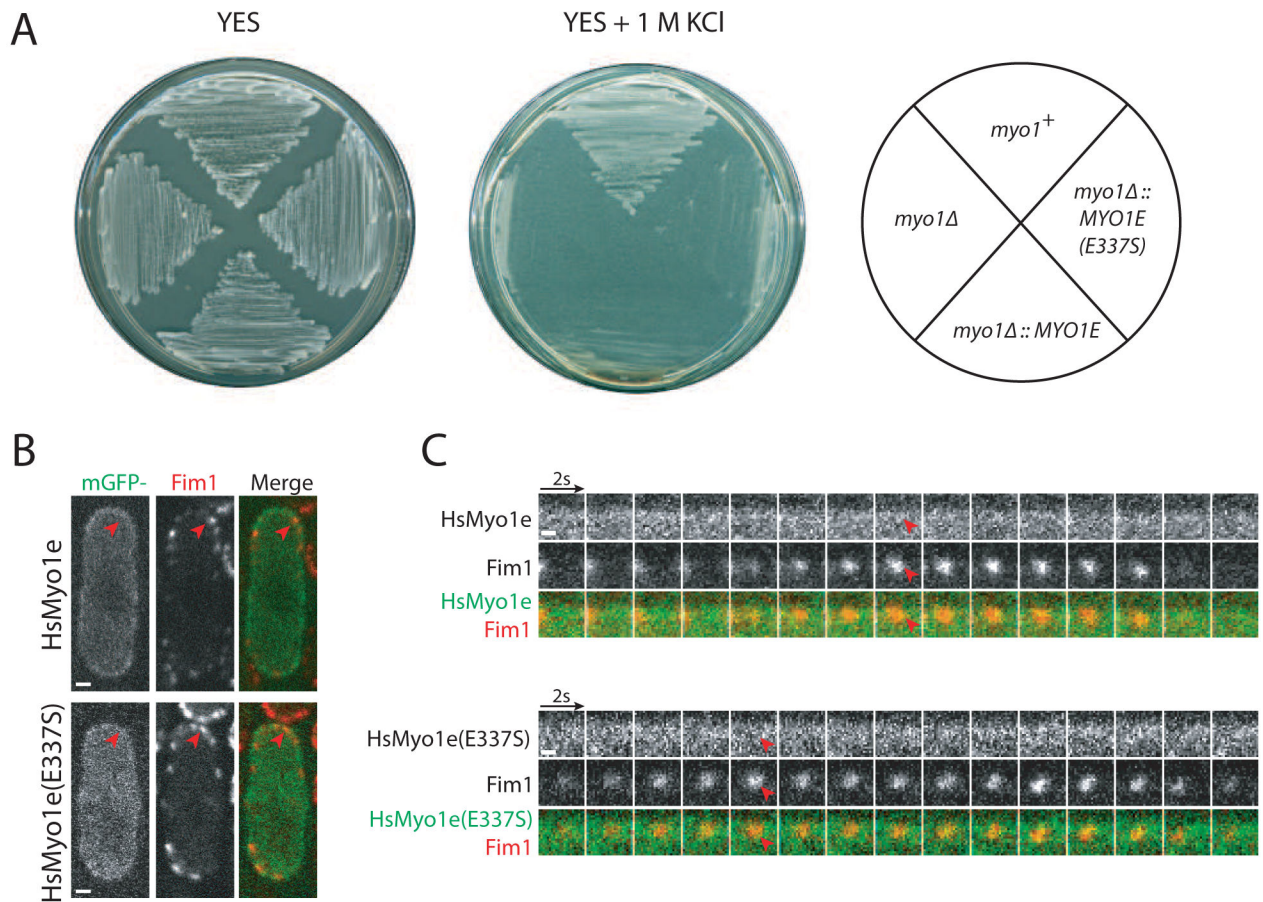 A
YES
YES + 1 M KCl
myo1+
myo1Δ
myo1Δ::
MYO1E
(E337S)
myo1Δ:: MYO1E
B
mGFP-
Fim1
Merge
HsMyo1e
HsMyo1e(E337S)
C
2s
HsMyo1e
Fim1
HsMyo1e
Fim1
2s
HsMyo1e(E337S)
Fim1
HsMyo1e(E337S)
Fim1